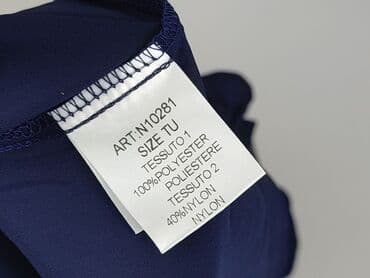 ART:N10281
SIZE TU
TESSUTO 1
100%POLYESTER
POLIESTERE
TESSUTO 2
40%NYLON
NYLON